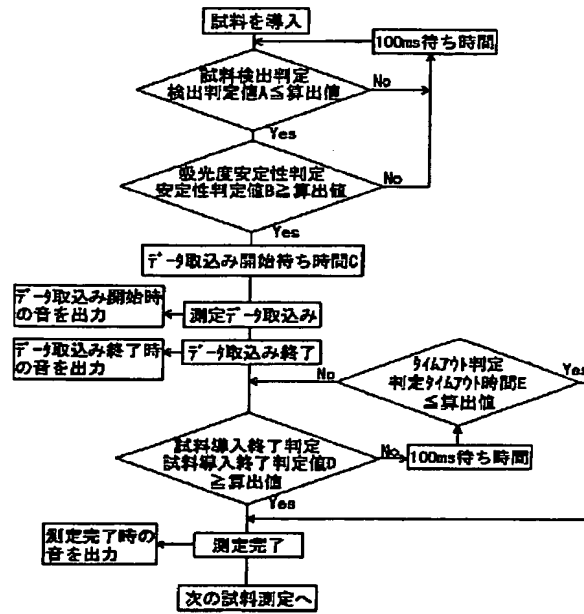 試料を導入
100ms待ち時間
試料検出判定
検出判定値A≦算出値
No
Yes
吸光度安定性判定
安定性判定値B≧算出値
No
Yes
データ取込み開始待ち時間C
データ取込み開始時
の音を出力
測定データ取込み
データ取込み終了時
の音を出力
データ取込み終了
タイムアウト判定
判定タイムアウト時間E
≦算出値
No
Yes
試料導入終了判定
試料導入終了判定値D
≧算出値
No
100ms待ち時間
Yes
測定完了時の
音を出力
測定完了
次の試料測定へ